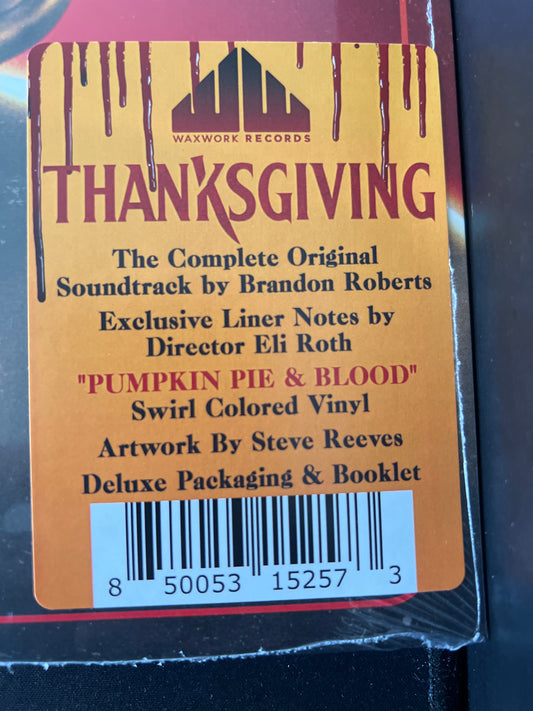 WAXWORK RECORDS
THANKSGIVING
The Complete Original
Soundtrack by Brandon Roberts
Exclusive Liner Notes by
Director Eli Roth
"PUMPKIN PIE & BLOOD"
Swirl Colored Vinyl
Artwork By Steve Reeves
Deluxe Packaging & Booklet
8 50053 15257 3